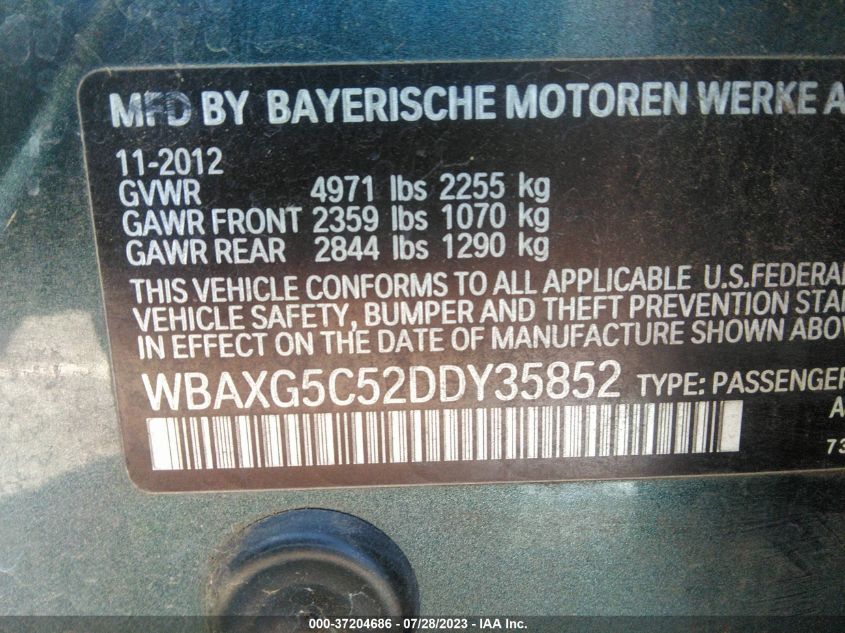 MFD BY BAYERISCHE MOTOREN WERKE A
11-2012
GVWR 4971 lbs 2255 kg
GAWR FRONT 2359 lbs 1070 kg
GAWR REAR 2844 lbs 1290 kg
THIS VEHICLE CONFORMS TO ALL APPLICABLE U.S.FEDERAL
VEHICLE SAFETY, BUMPER AND THEFT PREVENTION STA
IN EFFECT ON THE DATE OF MANUFACTURE SHOWN ABOV
WBAXG5C52DDY35852 TYPE: PASSENGER
A
73
000-37204686 - 07/28/2023 - IAA Inc.